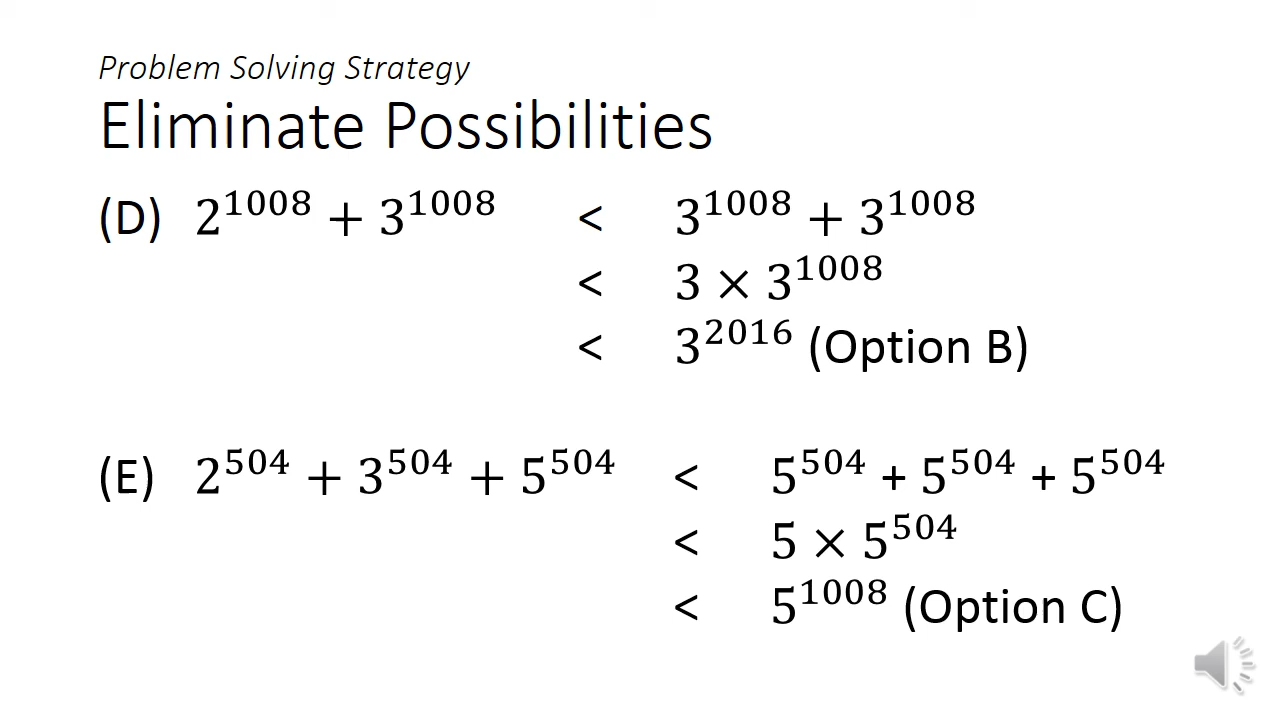 Problem Solving Strategy
Eliminate Possibilities
(D) 2^1008 + 3^1008 < 3^1008 + 3^1008
< 3 × 3^1008
< 3^2016 (Option B)
(E) 2^504 + 3^504 + 5^504 < 5^504 + 5^504 + 5^504
< 5 × 5^504
< 5^1008 (Option C)